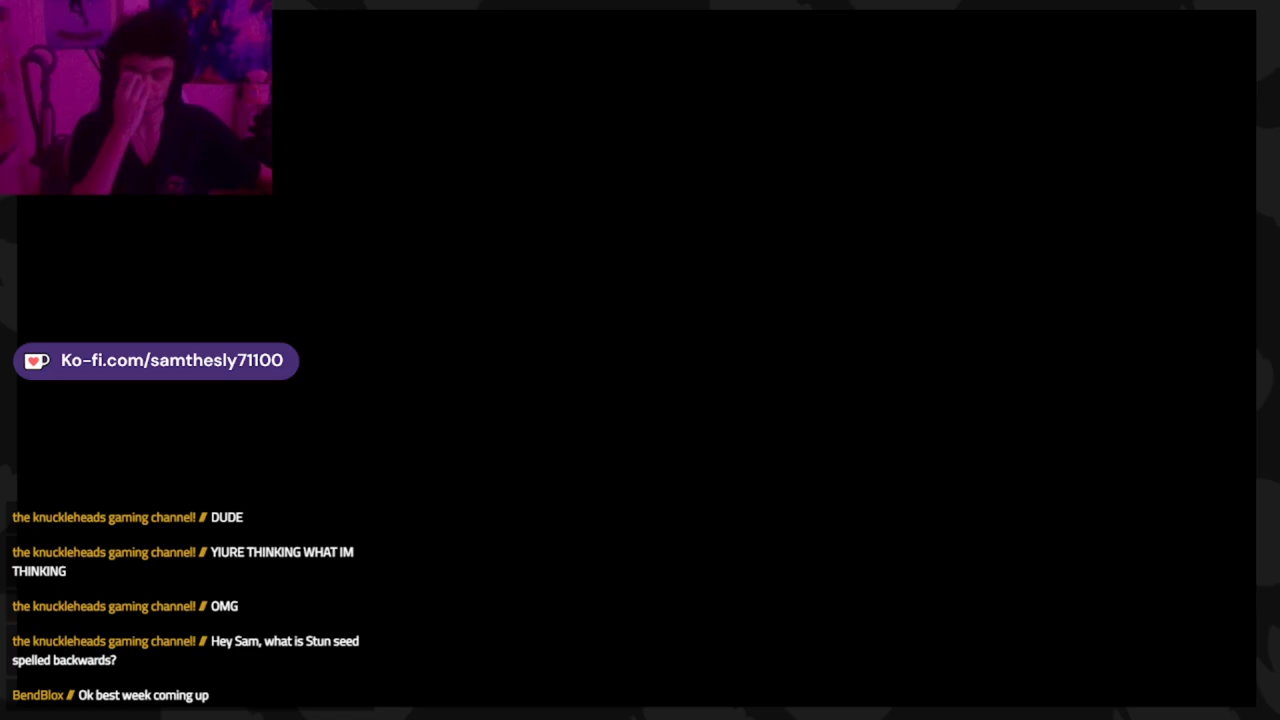 Ko-fi.com/samthesly71100
the knuckleheads gaming channel! // DUDE
the knuckleheads gaming channel! // YIURE THINKING WHAT IM
THINKING
the knuckleheads gaming channel! // OMG
the knuckleheads gaming channel! // Hey Sam, what is Stun seed
spelled backwards?
BendBlox // Ok best week coming up